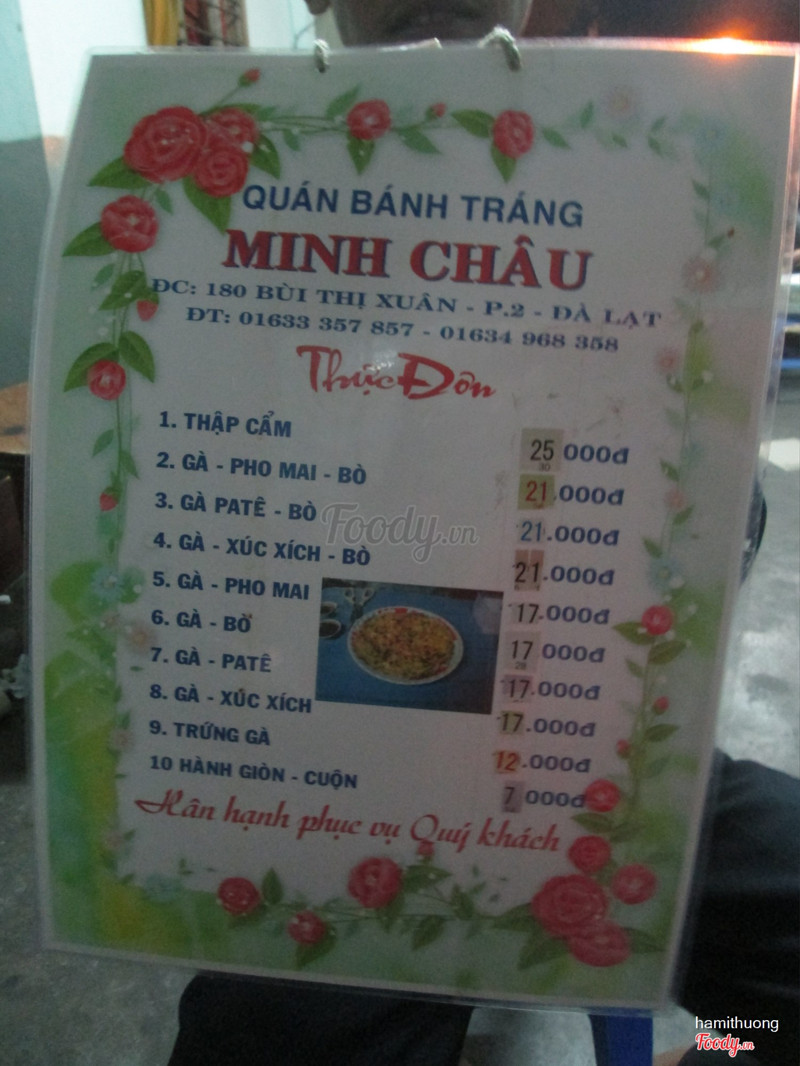 QUÁN BÁNH TRÁNG
MINH CHÂU
ĐC: 180 BÙI THỊ XUÂN - P.2 - ĐÀ LẠT
ĐT: 01633 357 857 - 01634 968 358
Thực Đơn
1. THẬP CẨM 25 000đ
2. GÀ - PHO MAI - BÒ 21.000đ
3. GÀ PATÊ - BÒ 21.000đ
4. GÀ - XÚC XÍCH - BÒ 21.000đ
5. GÀ - PHO MAI 17.000đ
6. GÀ - BÒ 17 000đ
7. GÀ - PATÊ 17.000đ
8. GÀ - XÚC XÍCH 17.000đ
9. TRỨNG GÀ 12.000đ
10 HÀNH GIÒN - CUỘN 7 000đ
Hân hạnh phục vụ Quý khách
Foody.vn
hamithuong
Foody.vn